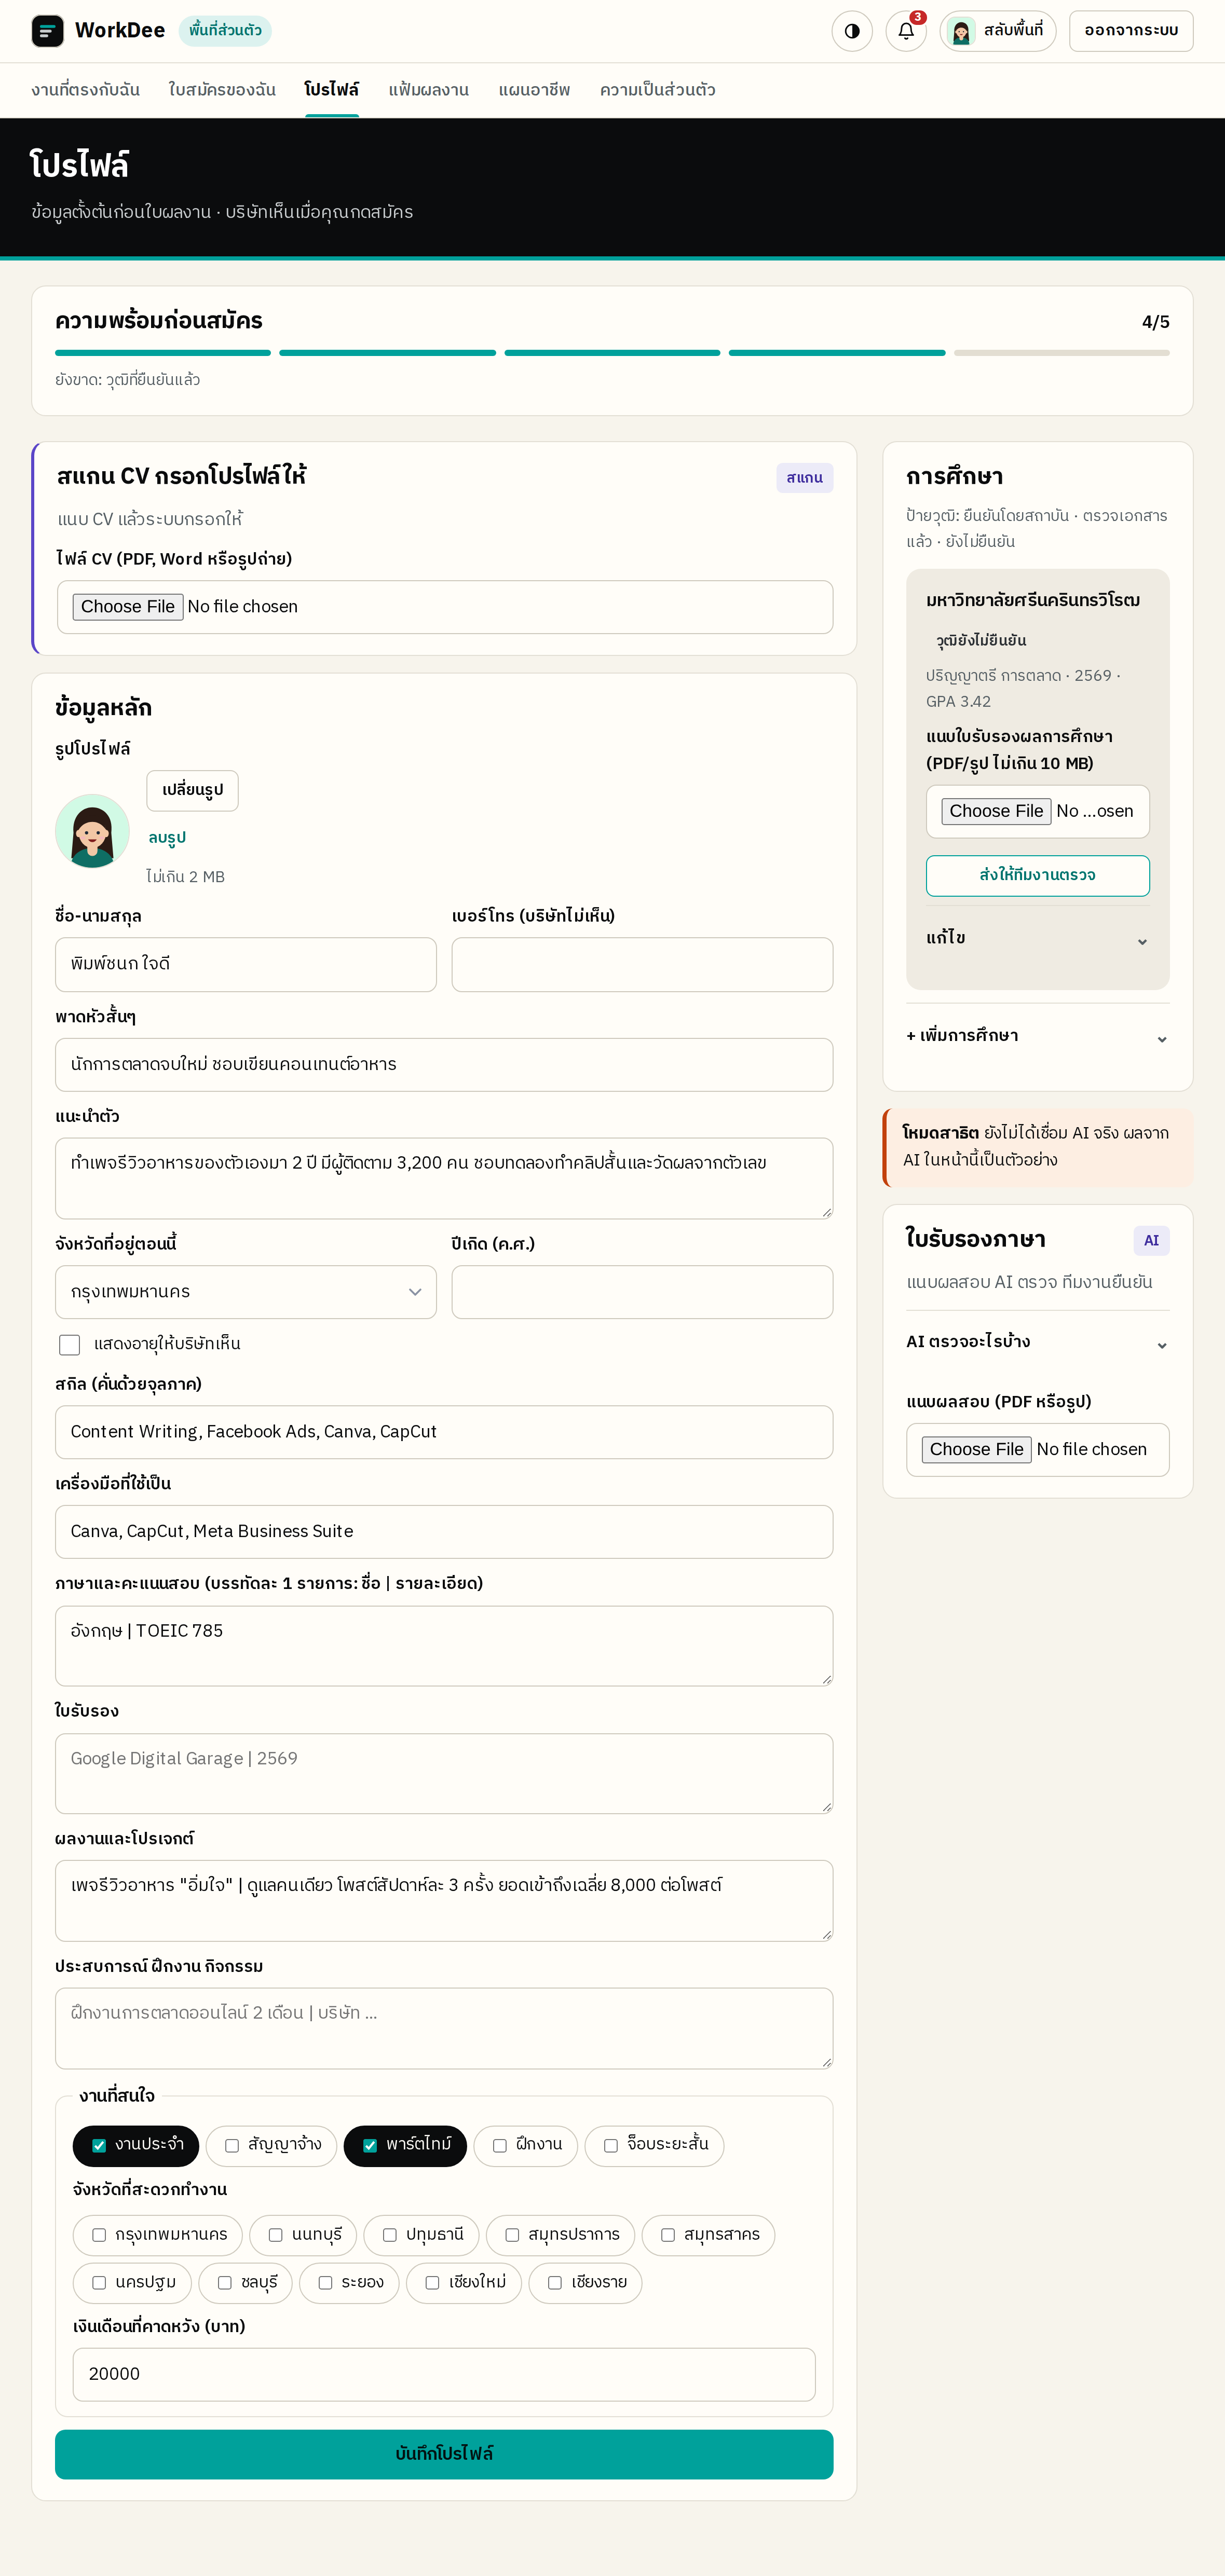 WorkDee
พื้นที่ส่วนตัว
3
สลับพื้นที่
ออกจากระบบ
งานที่ตรงกับฉัน
ใบสมัครของฉัน
โปรไฟล์
แฟ้มผลงาน
แผนอาชีพ
ความเป็นส่วนตัว
โปรไฟล์
ข้อมูลตั้งต้นก่อนใบผลงาน · บริษัทเห็นเมื่อคุณกดสมัคร
ความพร้อมก่อนสมัคร
4/5
ยังขาด: วุฒิที่ยืนยันแล้ว
สแกน CV กรอกโปรไฟล์ให้
สแกน
แนบ CV แล้วระบบกรอกให้
ไฟล์ CV (PDF, Word หรือรูปถ่าย)
Choose File No file chosen
ข้อมูลหลัก
รูปโปรไฟล์
เปลี่ยนรูป
ลบรูป
ไม่เกิน 2 MB
ชื่อ-นามสกุล
เบอร์โทร (บริษัทไม่เห็น)
พิมพ์ชนก ใจดี
พาดหัวสั้นๆ
นักการตลาดจบใหม่ ชอบเขียนคอนเทนต์อาหาร
แนะนำตัว
ทำเพจรีวิวอาหารของตัวเองมา 2 ปี มีผู้ติดตาม 3,200 คน ชอบทดลองทำคลิปสั้นและวัดผลจากตัวเลข
จังหวัดที่อยู่ตอนนี้
ปีเกิด (ค.ศ.)
กรุงเทพมหานคร
แสดงอายุให้บริษัทเห็น
สกิล (คั่นด้วยจุลภาค)
Content Writing, Facebook Ads, Canva, CapCut
เครื่องมือที่ใช้เป็น
Canva, CapCut, Meta Business Suite
ภาษาและคะแนนสอบ (บรรทัดละ 1 รายการ: ชื่อ | รายละเอียด)
อังกฤษ | TOEIC 785
ใบรับรอง
Google Digital Garage | 2569
ผลงานและโปรเจกต์
เพจรีวิวอาหาร "อิ่มใจ" | ดูแลคนเดียว โพสต์สัปดาห์ละ 3 ครั้ง ยอดเข้าถึงเฉลี่ย 8,000 ต่อโพสต์
ประสบการณ์ ฝึกงาน กิจกรรม
ฝึกงานการตลาดออนไลน์ 2 เดือน | บริษัท ...
งานที่สนใจ
งานประจำ
สัญญาจ้าง
พาร์ตไทม์
ฝึกงาน
จ็อบระยะสั้น
จังหวัดที่สะดวกทำงาน
กรุงเทพมหานคร
นนทบุรี
ปทุมธานี
สมุทรปราการ
สมุทรสาคร
นครปฐม
ชลบุรี
ระยอง
เชียงใหม่
เชียงราย
เงินเดือนที่คาดหวัง (บาท)
20000
บันทึกโปรไฟล์
การศึกษา
ป้ายวุฒิ: ยืนยันโดยสถาบัน · ตรวจเอกสาร
แล้ว · ยังไม่ยืนยัน
มหาวิทยาลัยศรีนครินทรวิโรฒ
วุฒิยังไม่ยืนยัน
ปริญญาตรี การตลาด · 2569 ·
GPA 3.42
แนบใบรับรองผลการศึกษา
(PDF/รูป ไม่เกิน 10 MB)
Choose File No ...osen
ส่งให้ทีมงานตรวจ
แก้ไข
+ เพิ่มการศึกษา
โหมดสาธิต ยังไม่ได้เชื่อม AI จริง ผลจาก
AI ในหน้านี้เป็นตัวอย่าง
ใบรับรองภาษา
AI
แนบผลสอบ AI ตรวจ ทีมงานยืนยัน
AI ตรวจอะไรบ้าง
แนบผลสอบ (PDF หรือรูป)
Choose File No file chosen